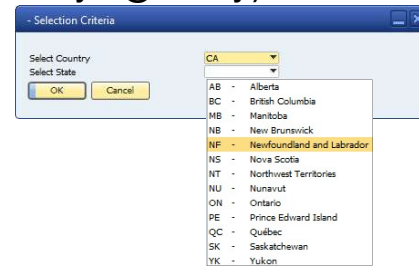 - Selection Criteria
Select Country CA
Select State
OK Cancel
AB - Alberta
BC - British Columbia
MB - Manitoba
NB - New Brunswick
NF - Newfoundland and Labrador
NS - Nova Scotia
NT - Northwest Territories
NU - Nunavut
ON - Ontario
PE - Prince Edward Island
QC - Québec
SK - Saskatchewan
YK - Yukon